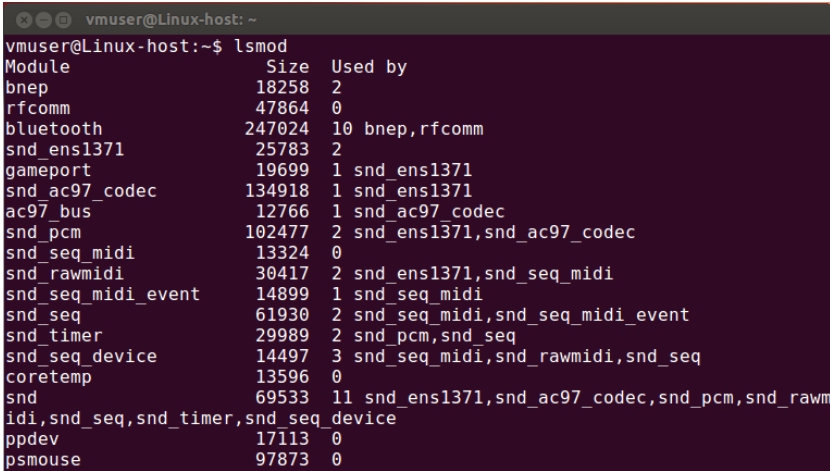 vmuser@Linux-host: ~
vmuser@Linux-host:~$ lsmod
Module                  Size  Used by
bnep                   18258  2
rfcomm                 47864  0
bluetooth             247024  10 bnep,rfcomm
snd_ens1371            25783  2
gameport               19699  1 snd_ens1371
snd_ac97_codec        134918  1 snd_ens1371
ac97_bus               12766  1 snd_ac97_codec
snd_pcm               102477  2 snd_ens1371,snd_ac97_codec
snd_seq_midi           13324  0
snd_rawmidi            30417  2 snd_ens1371,snd_seq_midi
snd_seq_midi_event     14899  1 snd_seq_midi
snd_seq                61930  2 snd_seq_midi,snd_seq_midi_event
snd_timer              29989  2 snd_pcm,snd_seq
snd_seq_device         14497  3 snd_seq_midi,snd_rawmidi,snd_seq
coretemp               13596  0
snd                    69533  11 snd_ens1371,snd_ac97_codec,snd_pcm,snd_rawm
idi,snd_seq,snd_timer,snd_seq_device
ppdev                  17113  0
psmouse                97873  0